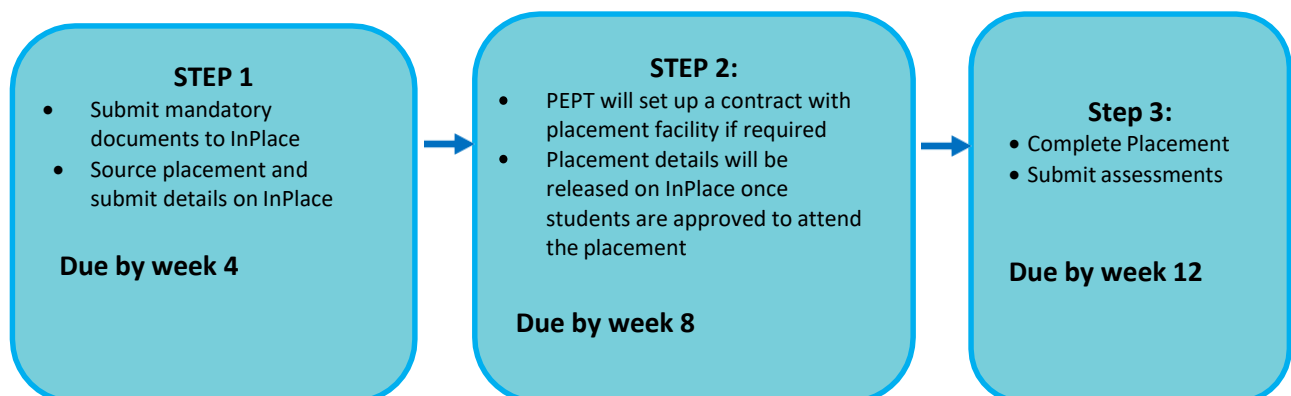 STEP 1
• Submit mandatory
documents to InPlace
• Source placement and
submit details on InPlace
Due by week 4
STEP 2:
• PEPT will set up a contract with
placement facility if required
• Placement details will be
released on InPlace once
students are approved to attend
the placement
Due by week 8
Step 3:
• Complete Placement
• Submit assessments
Due by week 12